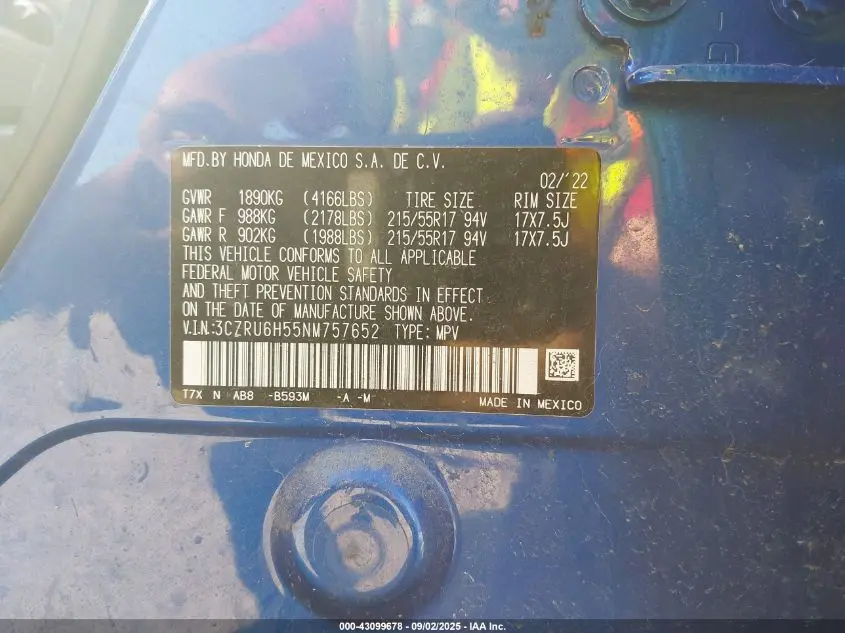 MFD.BY HONDA DE MEXICO S.A. DE C.V.
02/'22
GVWR 1890KG (4166LBS) TIRE SIZE RIM SIZE
GAWR F 988KG (2178LBS) 215/55R17 94V 17X7.5J
GAWR R 902KG (1988LBS) 215/55R17 94V 17X7.5J
THIS VEHICLE CONFORMS TO ALL APPLICABLE
FEDERAL MOTOR VEHICLE SAFETY
AND THEFT PREVENTION STANDARDS IN EFFECT
ON THE DATE OF MANUFACTURE SHOWN ABOVE.
V.I.N:3CZRU6H55NM757652 TYPE: MPV
T7X N AB8 -B593M -A -M- MADE IN MEXICO
000-43099678 - 09/02/2025 - IAA Inc.